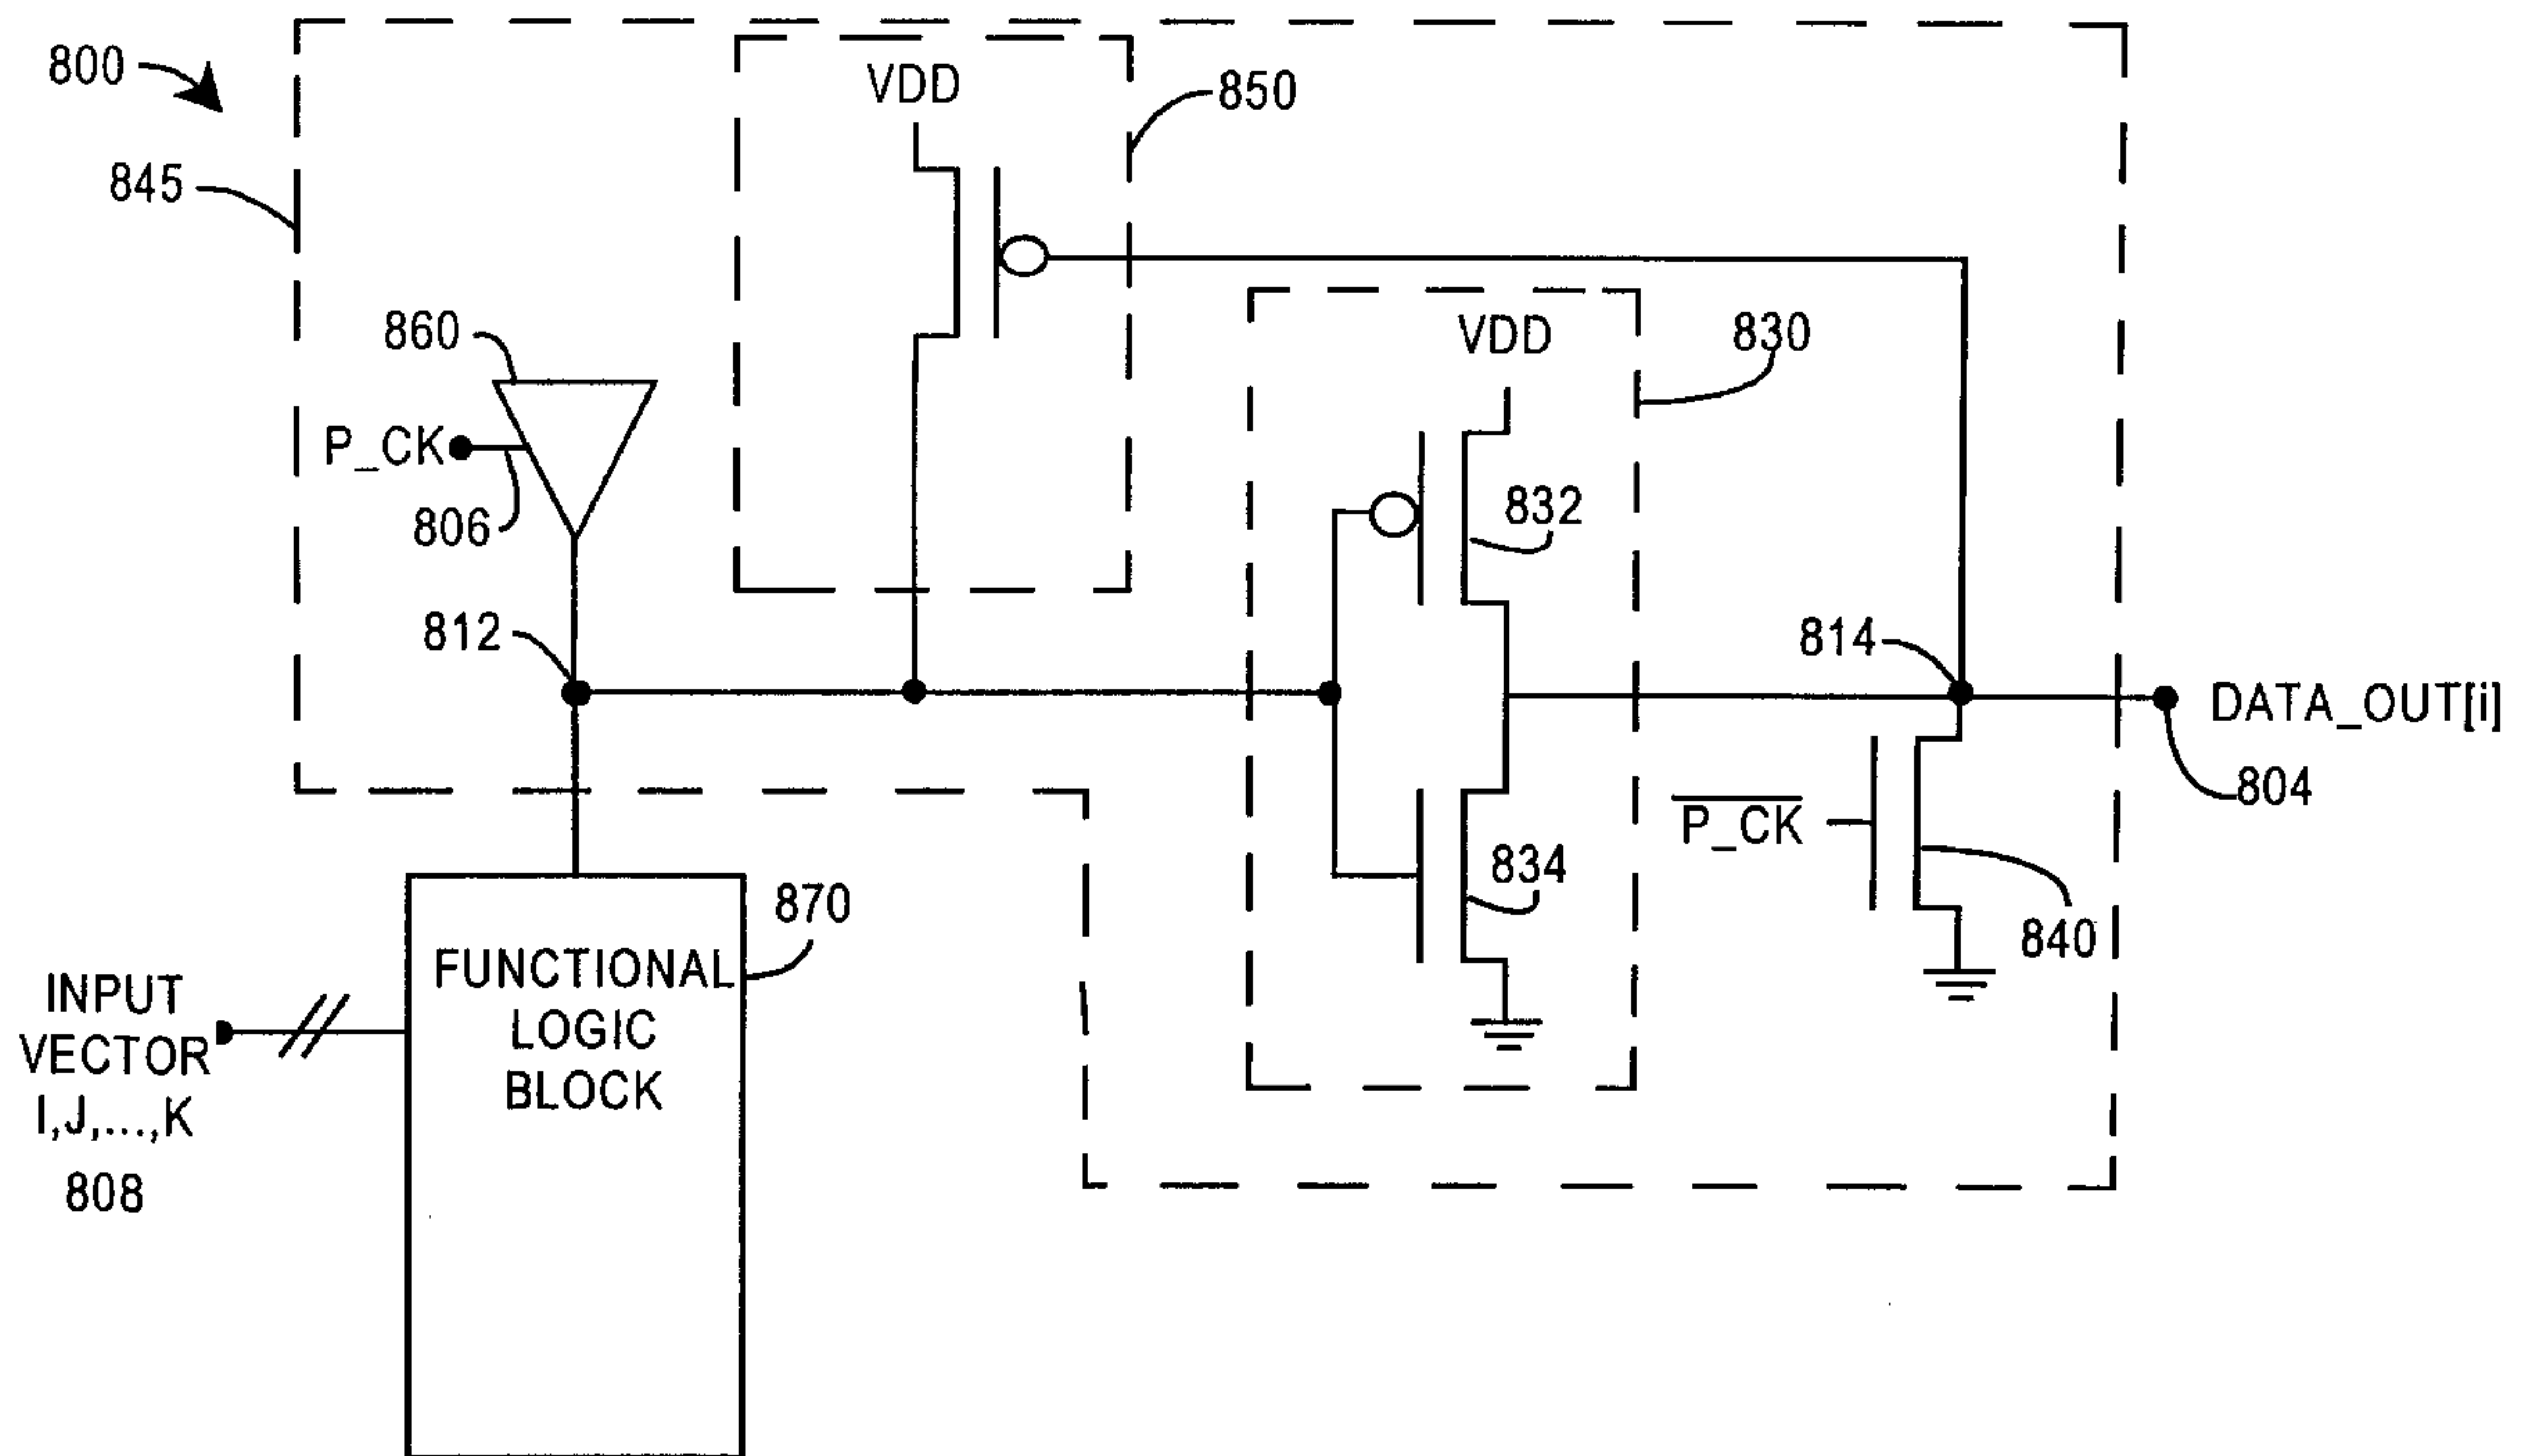 800
845
VDD
850
860
P_CK
806
812
VDD
830
832
834
814
DATA_OUT[i]
804
P_CK
840
870
FUNCTIONAL
LOGIC
BLOCK
INPUT
VECTOR
I,J,...,K
808